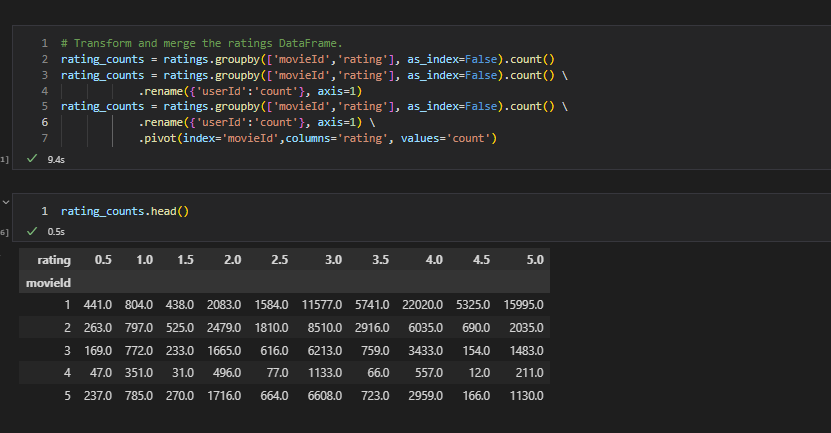 1 # Transform and merge the ratings DataFrame.
2 rating_counts = ratings.groupby(['movieId','rating'], as_index=False).count()
3 rating_counts = ratings.groupby(['movieId','rating'], as_index=False).count() \
4 .rename({'userId':'count'}, axis=1)
5 rating_counts = ratings.groupby(['movieId','rating'], as_index=False).count() \
6 .rename({'userId':'count'}, axis=1) \
7 .pivot(index='movieId',columns='rating', values='count')
1] ✓ 9.4s
1 rating_counts.head()
6] ✓ 0.5s
rating 0.5 1.0 1.5 2.0 2.5 3.0 3.5 4.0 4.5 5.0
movieId
1 441.0 804.0 438.0 2083.0 1584.0 11577.0 5741.0 22020.0 5325.0 15995.0
2 263.0 797.0 525.0 2479.0 1810.0 8510.0 2916.0 6035.0 690.0 2035.0
3 169.0 772.0 233.0 1665.0 616.0 6213.0 759.0 3433.0 154.0 1483.0
4 47.0 351.0 31.0 496.0 77.0 1133.0 66.0 557.0 12.0 211.0
5 237.0 785.0 270.0 1716.0 664.0 6608.0 723.0 2959.0 166.0 1130.0